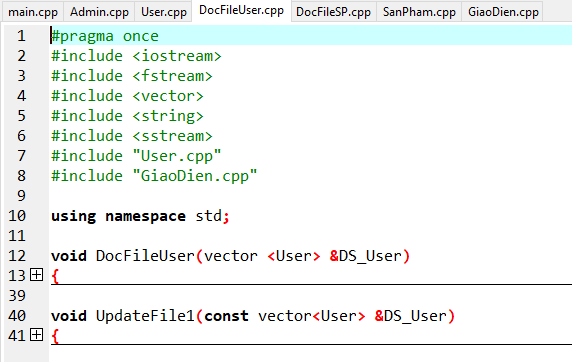 main.cpp Admin.cpp User.cpp DocFileUser.cpp DocFileSP.cpp SanPham.cpp GiaoDien.cpp
1 #pragma once
2 #include <iostream>
3 #include <fstream>
4 #include <vector>
5 #include <string>
6 #include <sstream>
7 #include "User.cpp"
8 #include "GiaoDien.cpp"
9
10 using namespace std;
11
12 void DocFileUser(vector <User> &DS_User)
13 {
39
40 void UpdateFile1(const vector<User> &DS_User)
41 {